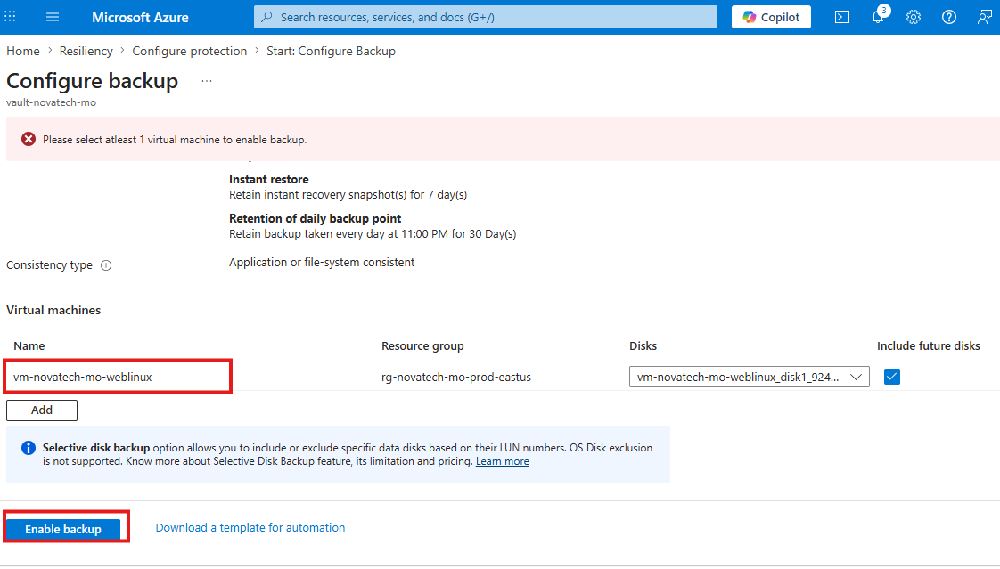 Microsoft Azure
Search resources, services, and docs (G+/)
Copilot
3
Home > Resiliency > Configure protection > Start: Configure Backup
Configure backup ...
vault-novatech-mo
Please select atleast 1 virtual machine to enable backup.
Instant restore
Retain instant recovery snapshot(s) for 7 day(s)
Retention of daily backup point
Retain backup taken every day at 11:00 PM for 30 Day(s)
Consistency type
Application or file-system consistent
Virtual machines
Name Resource group Disks Include future disks
vm-novatech-mo-weblinux rg-novatech-mo-prod-eastus vm-novatech-mo-weblinux_disk1_924...
Add
Selective disk backup option allows you to include or exclude specific data disks based on their LUN numbers. OS Disk exclusion
is not supported. Know more about Selective Disk Backup feature, its limitation and pricing. Learn more
Enable backup Download a template for automation